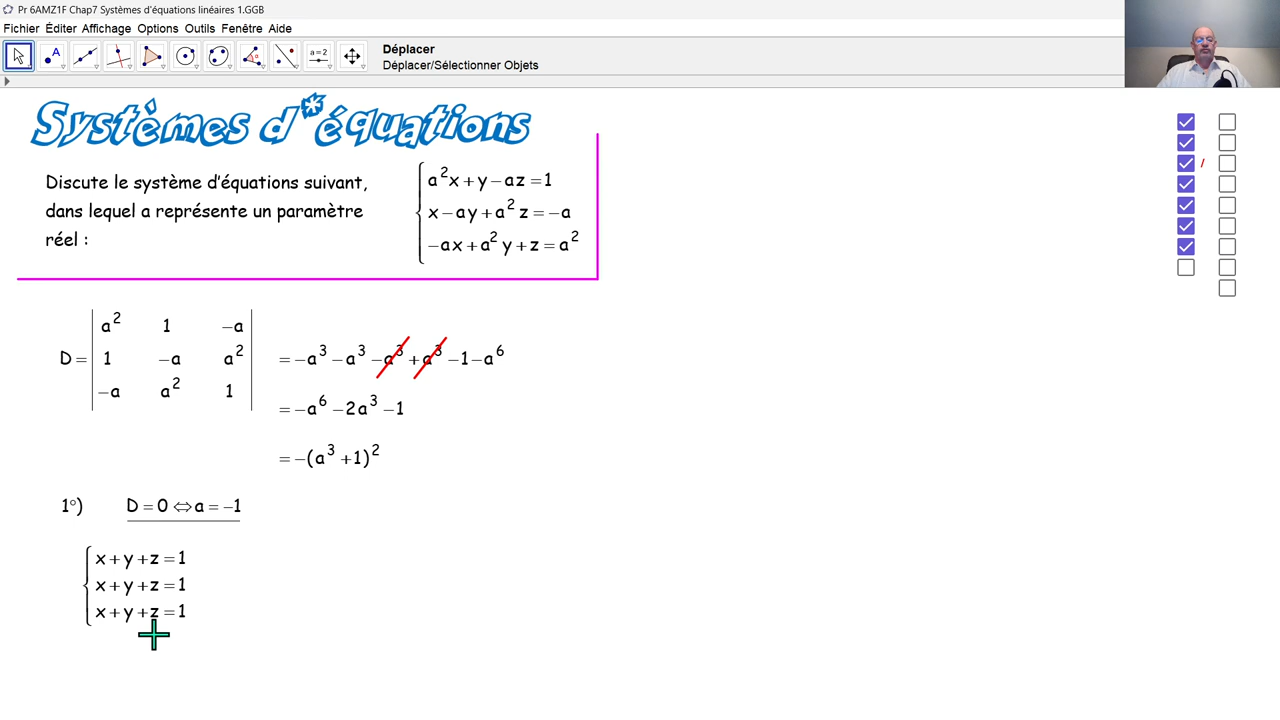 Pr 6AMZ1F Chap7 Systèmes d'équations linéaires 1.GGB
Fichier Éditer Affichage Options Outils Fenêtre Aide
A
a=2
Déplacer
Déplacer/Sélectionner Objets
Systèmes d*équations
Discute le système d'équations suivant,
dans lequel a représente un paramètre
réel :
a²x + y − az = 1
x − ay + a² z = −a
−ax + a² y + z = a²
D = | a² 1 −a |
| 1 −a a² |
| −a a² 1 |
= −a³ − a³ − a³ + a³ − 1 − a⁶
= −a⁶ − 2a³ − 1
= −(a³ + 1)²
1°) D = 0 ⇔ a = −1
x + y + z = 1
x + y + z = 1
x + y + z = 1